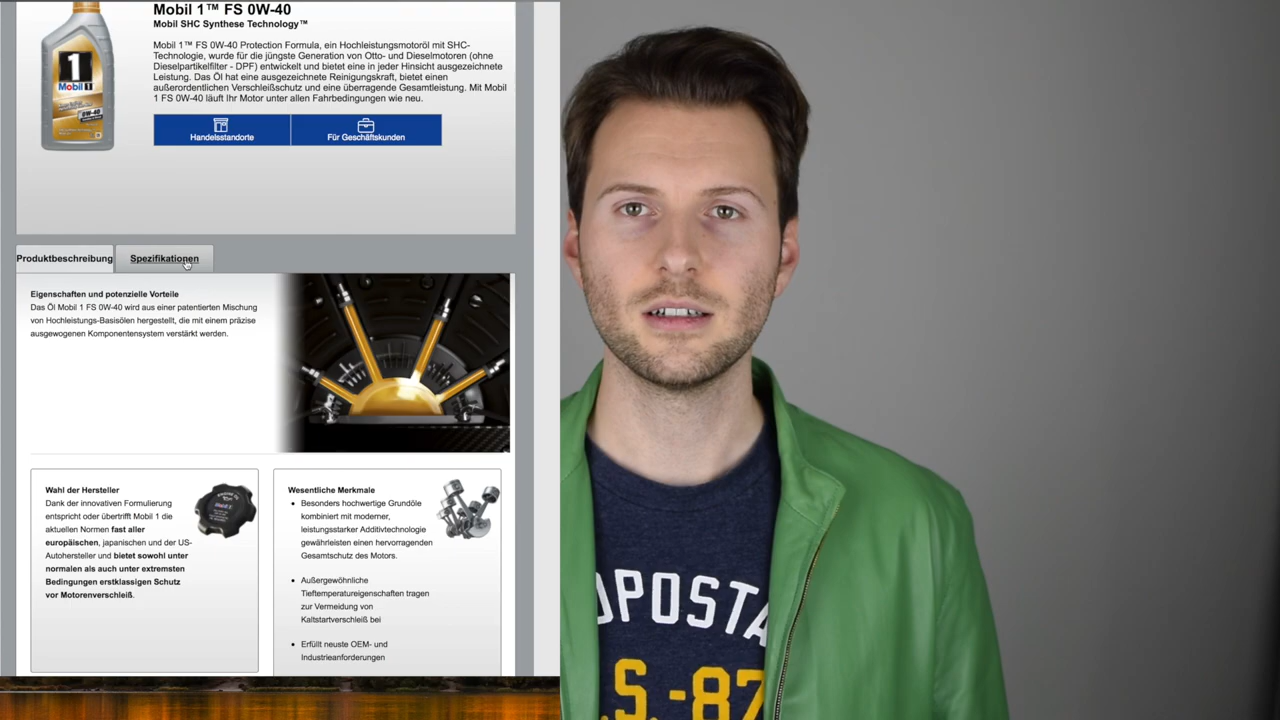 Mobil 1™ FS 0W-40
Mobil SHC Synthese Technology™
Mobil 1™ FS 0W-40 Protection Formula, ein Hochleistungsmotoröl mit SHC-
Technologie, wurde für die jüngste Generation von Otto- und Dieselmotoren (ohne
Dieselpartikelfilter - DPF) entwickelt und bietet eine in jeder Hinsicht ausgezeichnete
Leistung. Das Öl hat eine ausgezeichnete Reinigungskraft, bietet einen
außerordentlichen Verschleißschutz und eine überragende Gesamtleistung. Mit Mobil
1 FS 0W-40 läuft Ihr Motor unter allen Fahrbedingungen wie neu.
1
Mobil 1
0W-40
Handelsstandorte
Für Geschäftskunden
Produktbeschreibung
Spezifikationen
Eigenschaften und potenzielle Vorteile
Das Öl Mobil 1 FS 0W-40 wird aus einer patentierten Mischung
von Hochleistungs-Basisölen hergestellt, die mit einem präzise
ausgewogenen Komponentensystem verstärkt werden.
Wahl der Hersteller
Dank der innovativen Formulierung
entspricht oder übertrifft Mobil 1 die
aktuellen Normen fast aller
europäischen, japanischen und der US-
Autohersteller und bietet sowohl unter
normalen als auch unter extremsten
Bedingungen erstklassigen Schutz
vor Motorenverschleiß.
Wesentliche Merkmale
Besonders hochwertige Grundöle
kombiniert mit moderner,
leistungsstarker Additivtechnologie
gewährleisten einen hervorragenden
Gesamtschutz des Motors.
Außergewöhnliche
Tieftemperatureigenschaften tragen
zur Vermeidung von
Kaltstartverschleiß bei
Erfüllt neuste OEM- und
Industrieanforderungen
OPOSTA
.S.-87